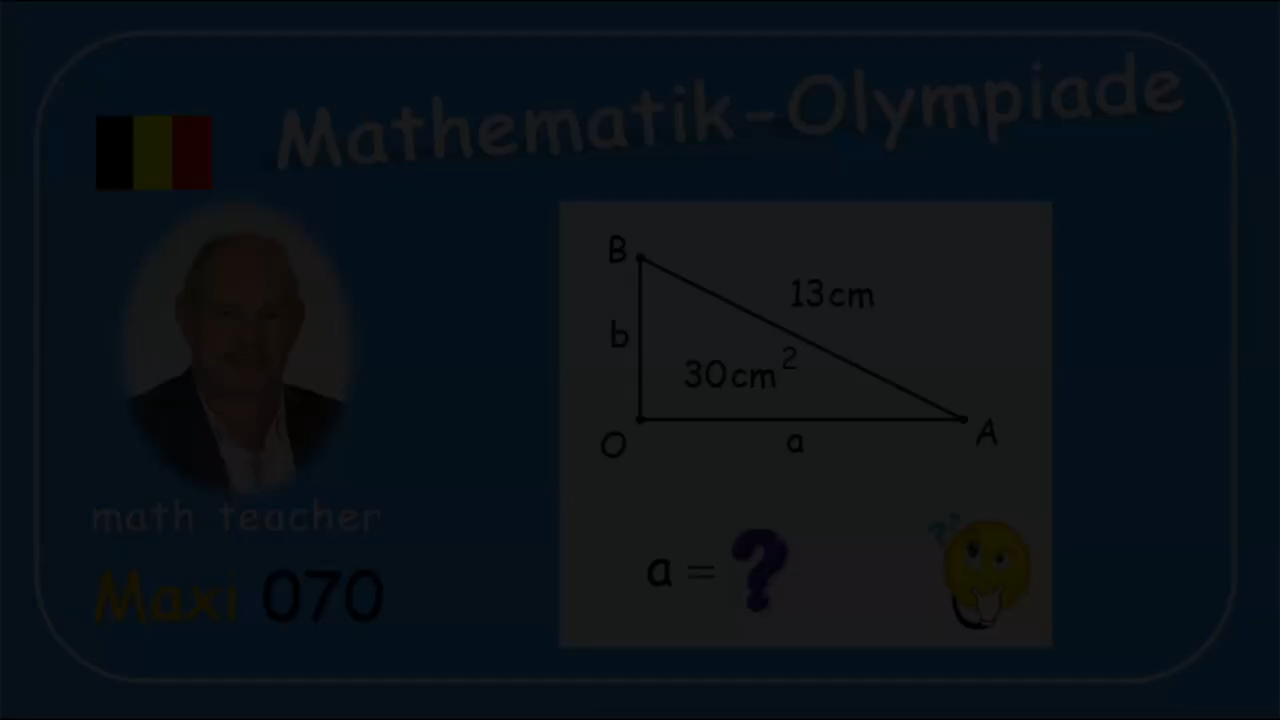 Mathematik-Olympiade
B
13cm
b
30cm²
O
a
A
math teacher
a = ?
??
Maxi 070